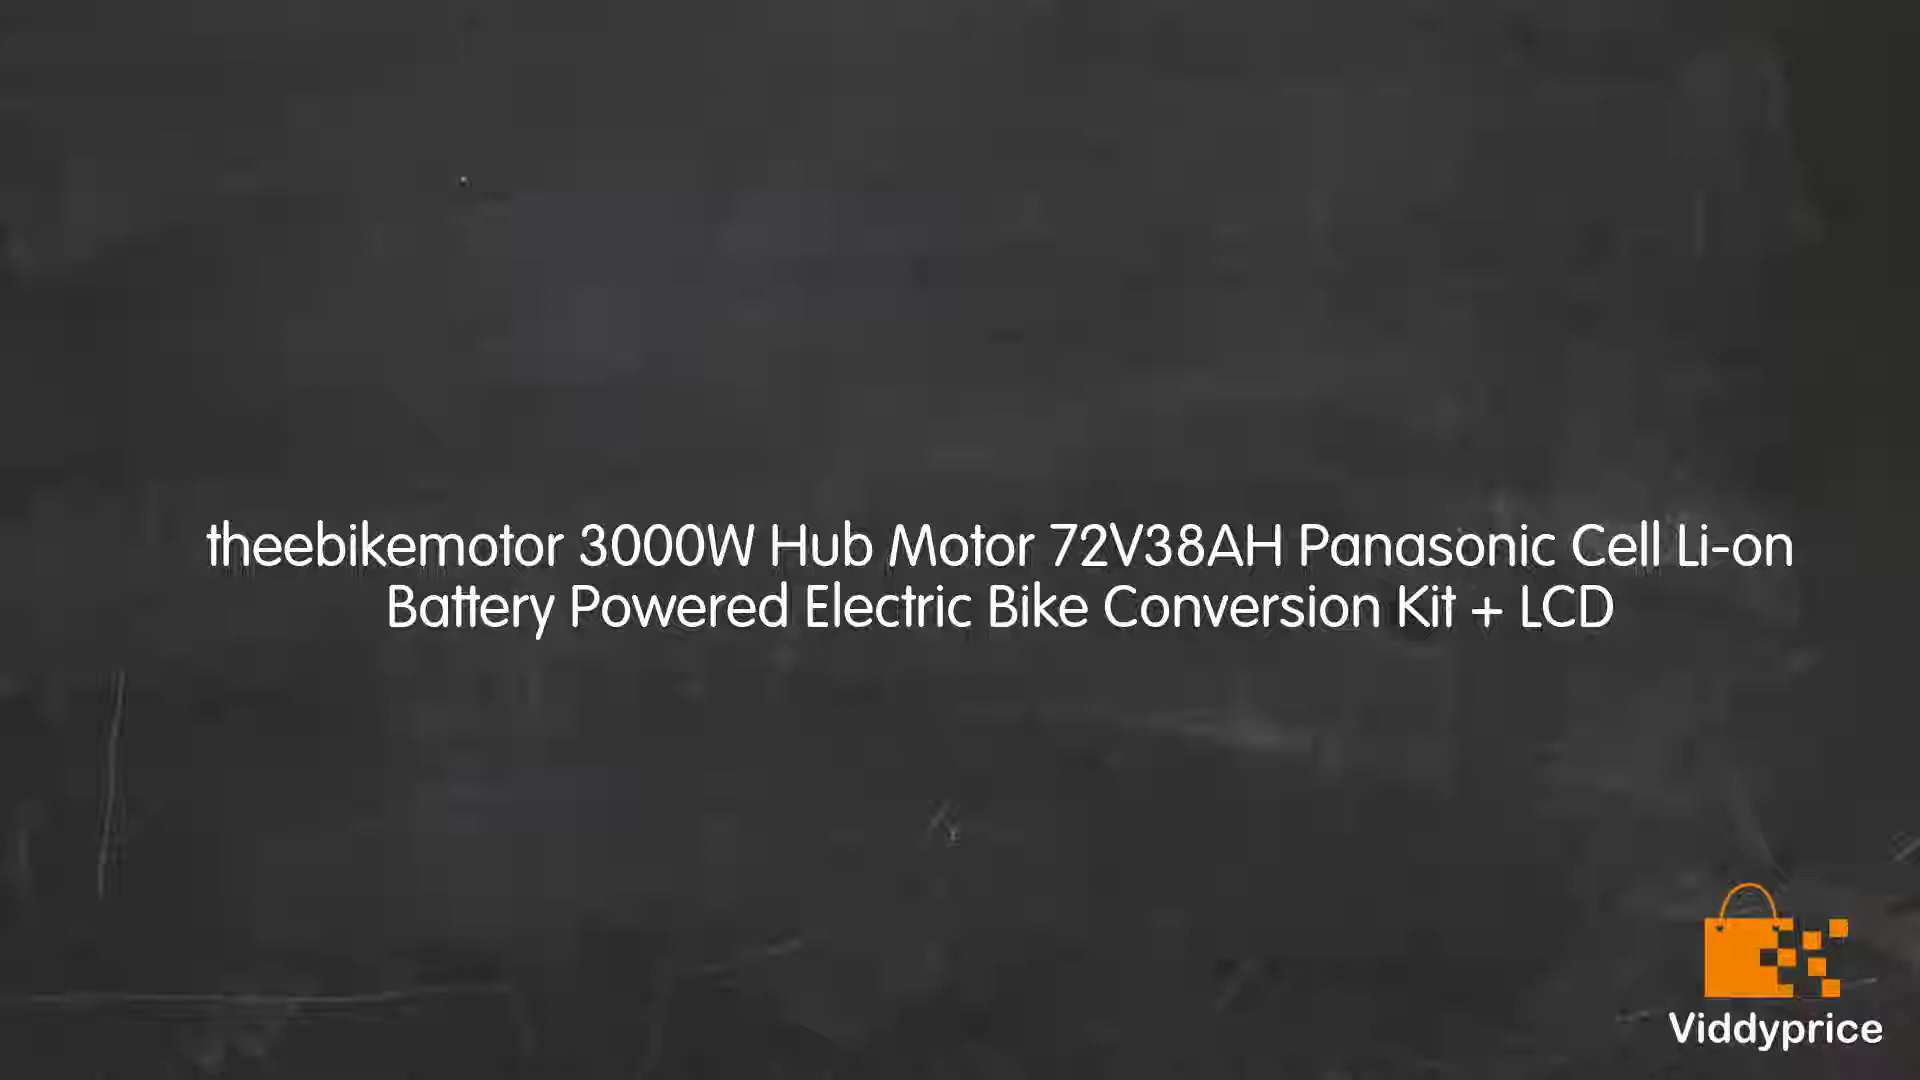 theebikemotor 3000W Hub Motor 72V38AH Panasonic Cell Li-on
Battery Powered Electric Bike Conversion Kit + LCD
Viddyprice